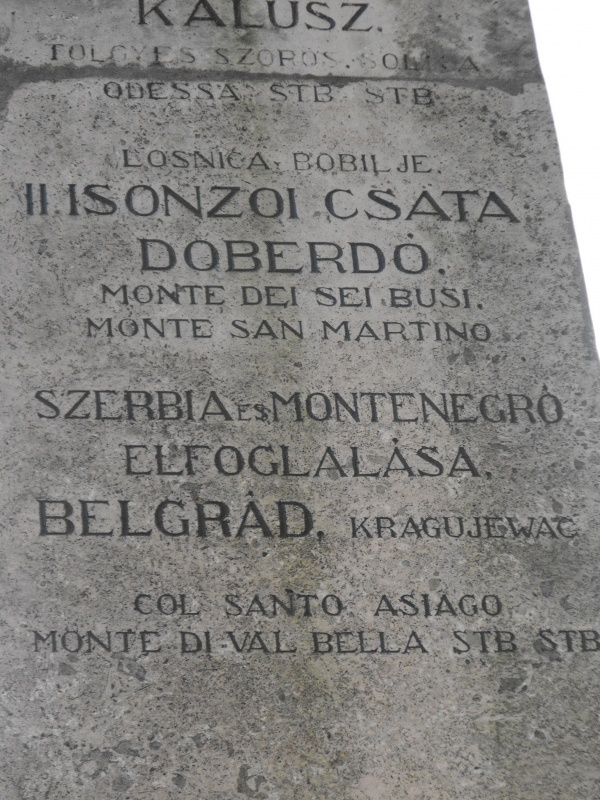 KALUSZ.
TÖLGYES SZOROS. SOLKA
ODESSA STB STB
LOSNICA. BOBILJE.
II. ISONZOI CSATA
DOBERDÓ.
MONTE DEI SEI BUSI.
MONTE SAN MARTINO
SZERBIA ÉS MONTENEGRÓ
ELFOGLALÁSA.
BELGRÁD. KRAGUJEWAC
COL SANTO ASIAGO
MONTE DI-VAL BELLA STB STB